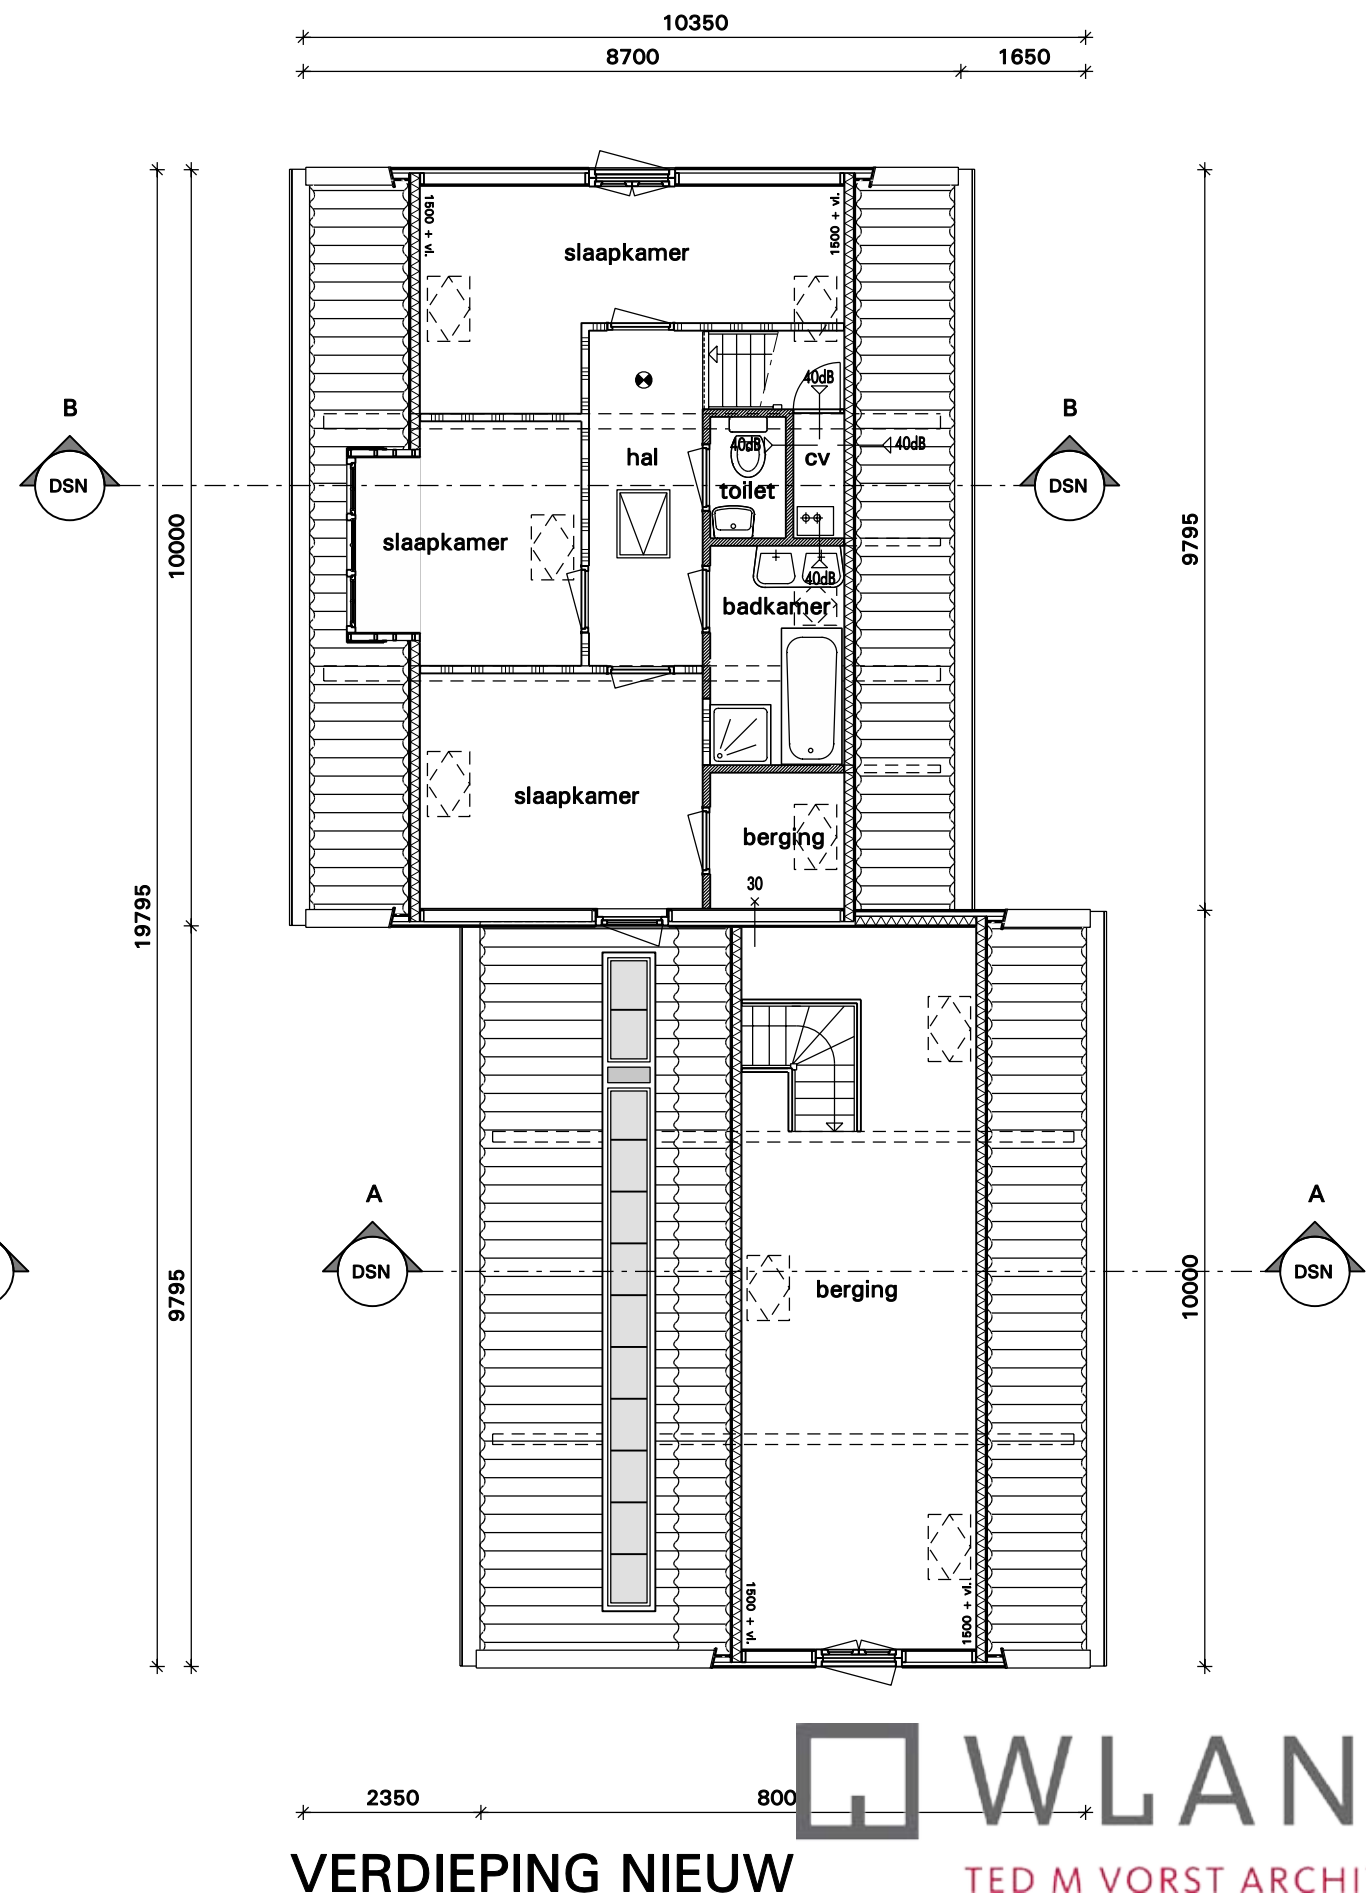 10350
8700
1650
1500 + vl.
1500 + vl.
slaapkamer
40dB
B
B
hal
40dB
cv
40dB
DSN
toilet
DSN
10000
slaapkamer
9795
40dB
badkamer
slaapkamer
berging
30
19795
A
A
DSN
DSN
9795
berging
10000
1500 + vl.
1500 + vl.
WLAN
2350
800
VERDIEPING NIEUW
TED M VORST ARCHI